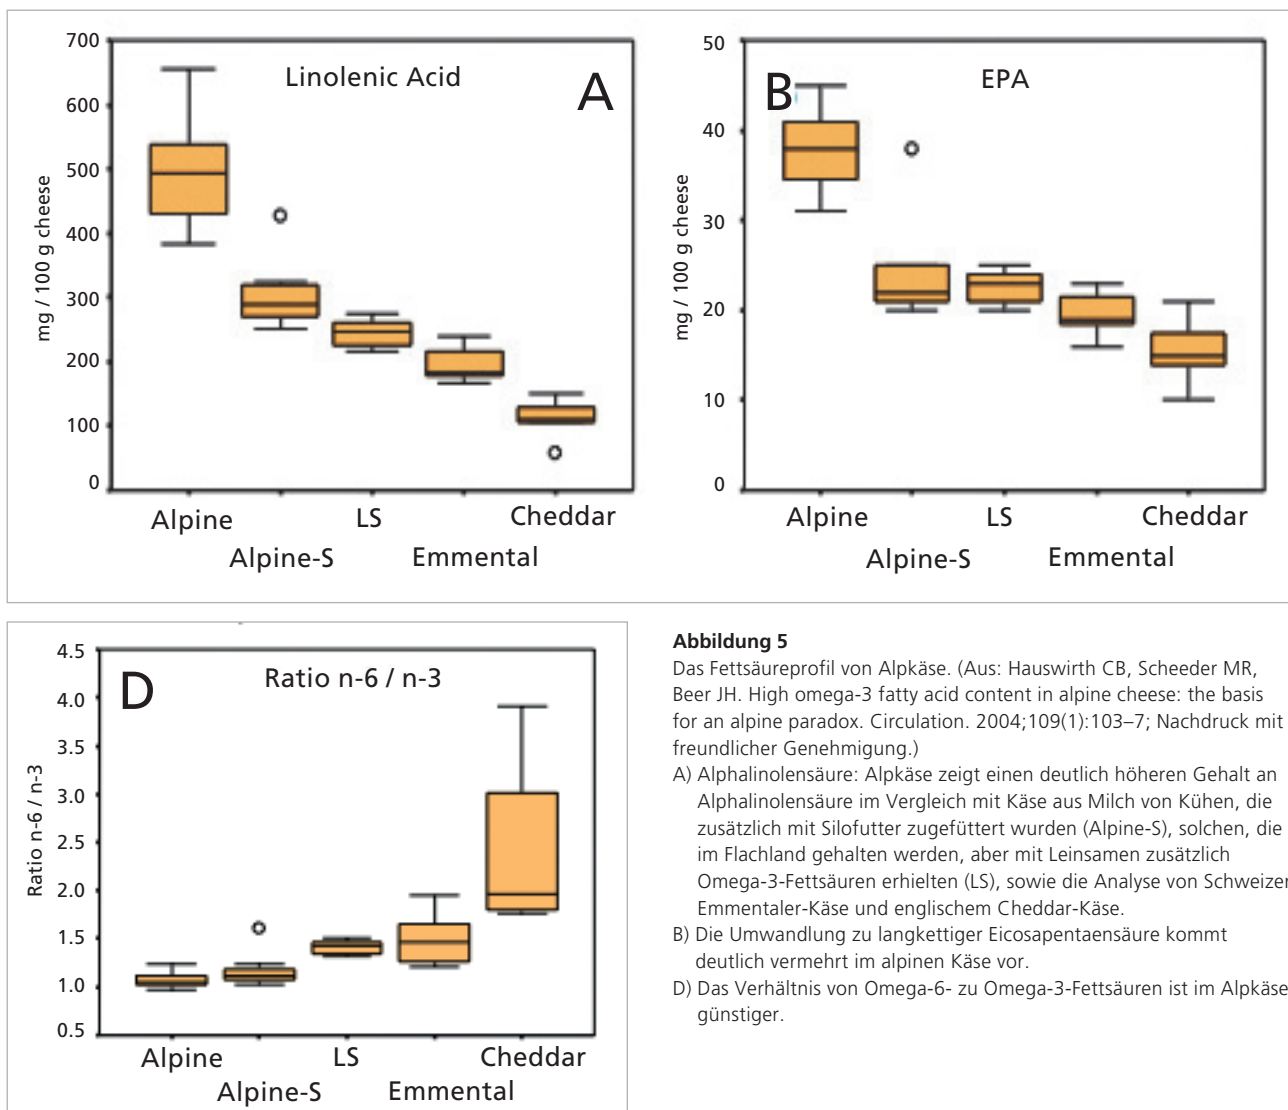 700
600
500
400
300
200
100
0
mg / 100 g cheese
Linolenic Acid
A
Alpine
LS
Cheddar
Alpine-S
Emmental
50
40
30
20
10
0
mg / 100 g cheese
B
EPA
Alpine
LS
Cheddar
Alpine-S
Emmental
4.5
4.0
3.5
3.0
2.5
2.0
1.5
1.0
0.5
Ratio n-6 / n-3
D
Ratio n-6 / n-3
Alpine
LS
Cheddar
Alpine-S
Emmental
Abbildung 5
Das Fettsäureprofil von Alpkäse. (Aus: Hauswirth CB, Scheeder MR,
Beer JH. High omega-3 fatty acid content in alpine cheese: the basis
for an alpine paradox. Circulation. 2004;109(1):103–7; Nachdruck mit
freundlicher Genehmigung.)
A) Alphalinolensäure: Alpkäse zeigt einen deutlich höheren Gehalt an
Alphalinolensäure im Vergleich mit Käse aus Milch von Kühen, die
zusätzlich mit Silofutter zugefüttert wurden (Alpine-S), solchen, die
im Flachland gehalten werden, aber mit Leinsamen zusätzlich
Omega-3-Fettsäuren erhielten (LS), sowie die Analyse von Schweizer
Emmentaler-Käse und englischem Cheddar-Käse.
B) Die Umwandlung zu langkettiger Eicosapentaensäure kommt
deutlich vermehrt im alpinen Käse vor.
D) Das Verhältnis von Omega-6- zu Omega-3-Fettsäuren ist im Alpkäse
günstiger.